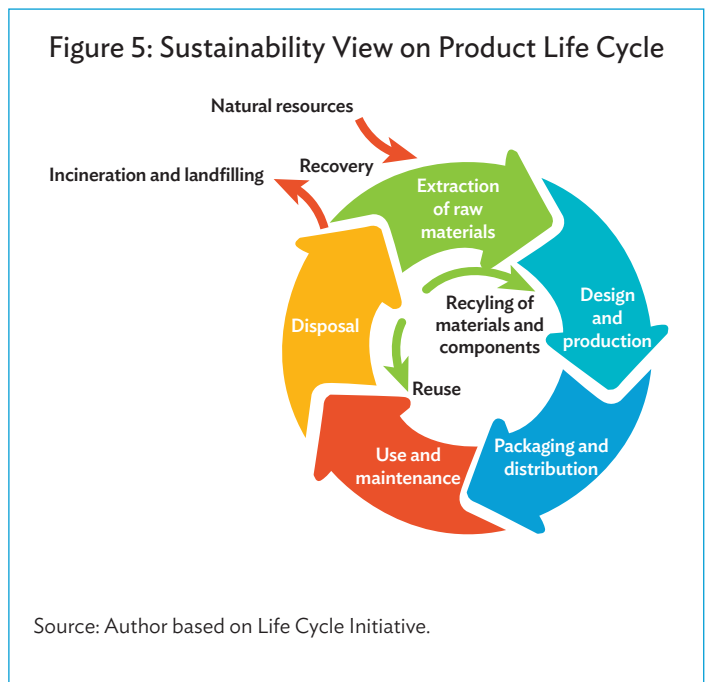 Figure 5: Sustainability View on Product Life Cycle
Natural resources
Recovery
Incineration and landfilling
Extraction
of raw
materials
Recyling of
materials and
components
Design
and
production
Disposal
Reuse
Packaging and
distribution
Use and
maintenance
Source: Author based on Life Cycle Initiative.